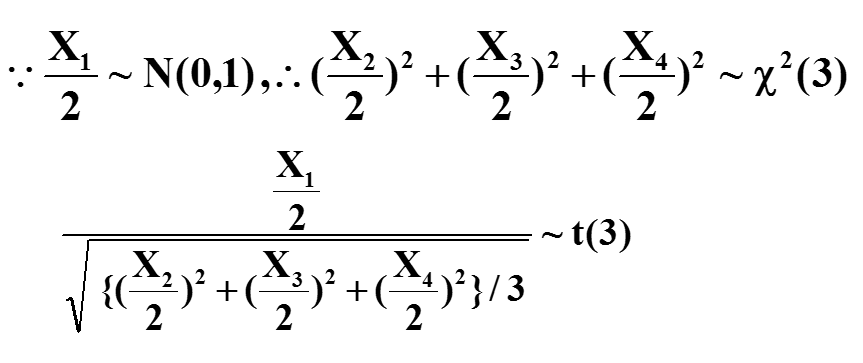 ∵ X₁/2 ~ N(0,1),∴ (X₂/2)² + (X₃/2)² + (X₄/2)² ~ χ²(3)
(X₁/2) / √({(X₂/2)² + (X₃/2)² + (X₄/2)²} / 3) ~ t(3)